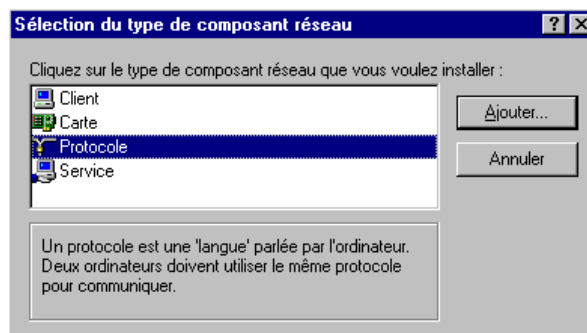 Sélection du type de composant réseau
Cliquez sur le type de composant réseau que vous voulez installer :
Client
Carte
Protocole
Service
Ajouter...
Annuler
Un protocole est une 'langue' parlée par l'ordinateur.
Deux ordinateurs doivent utiliser le même protocole
pour communiquer.